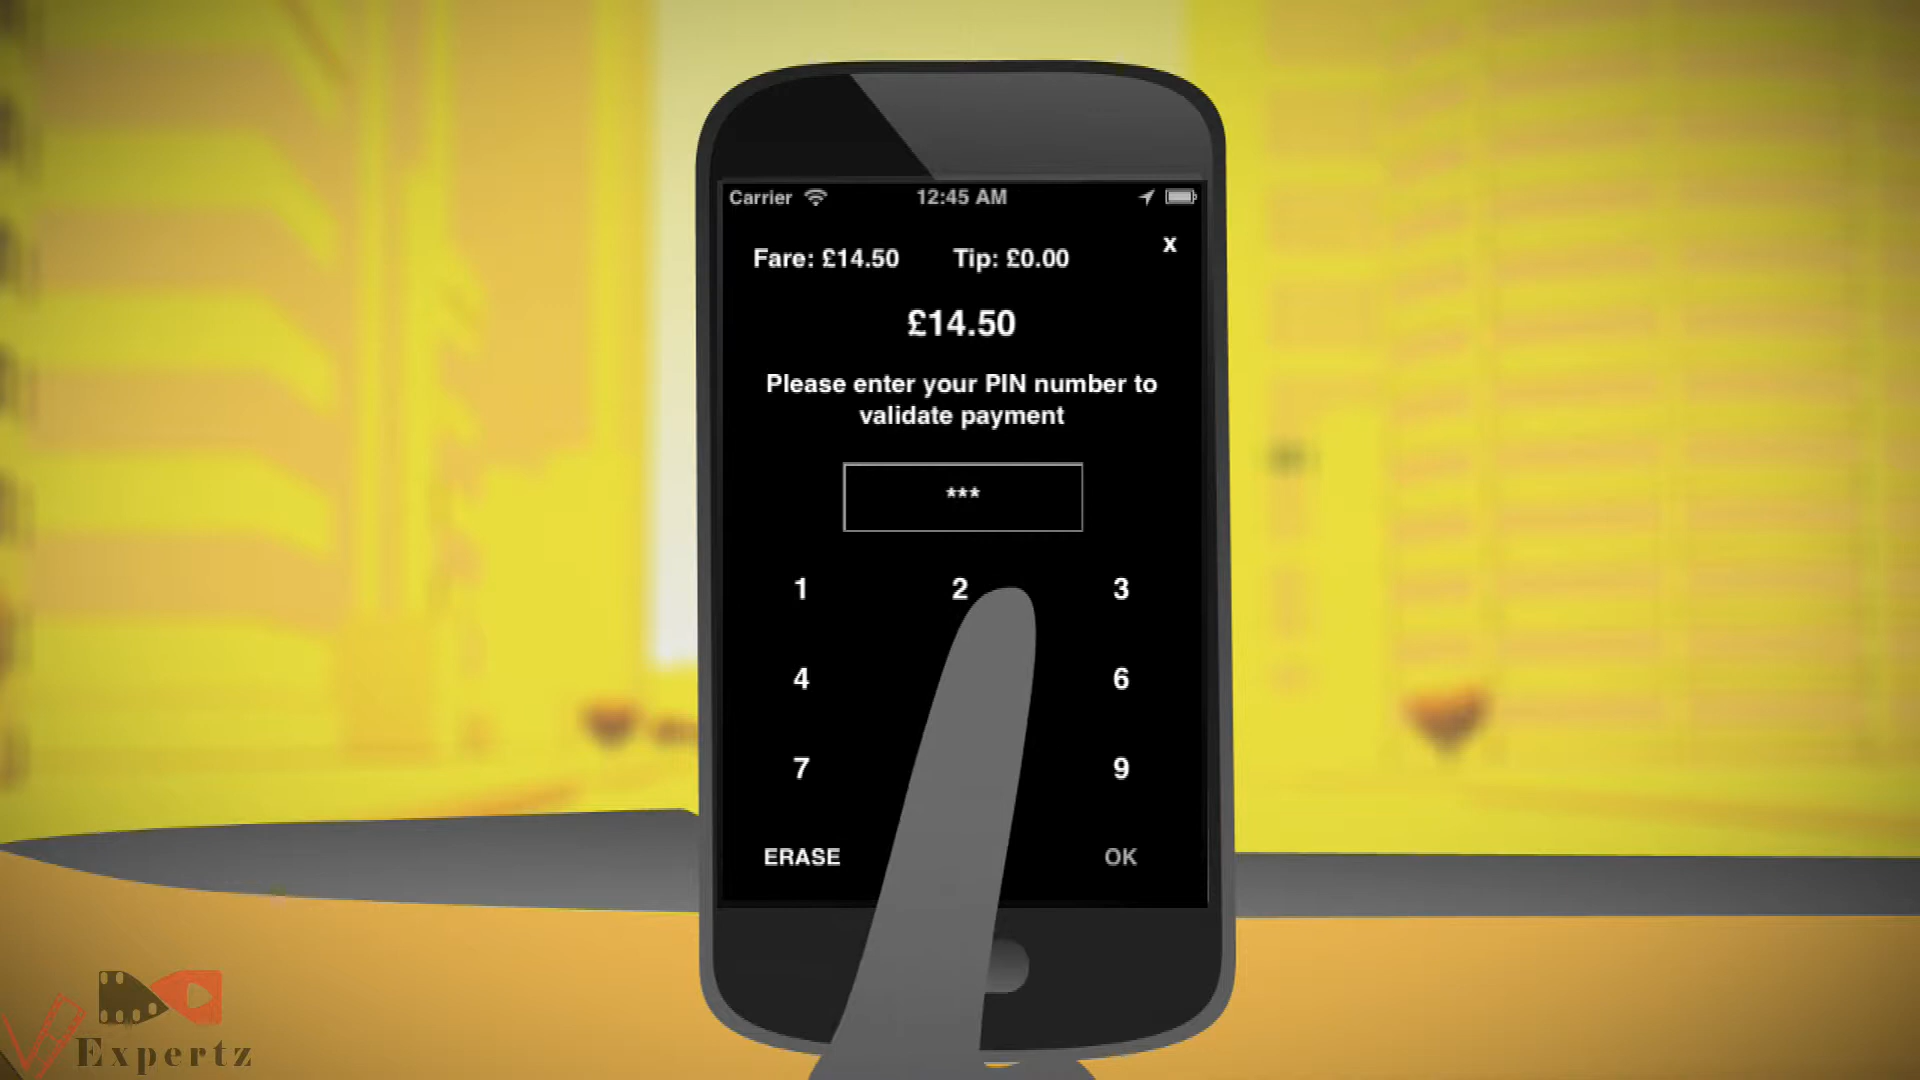 Carrier 12:45 AM
x
Fare: £14.50 Tip: £0.00
£14.50
Please enter your PIN number to
validate payment
***
1 2 3
4 6
7 9
ERASE OK
Expertz